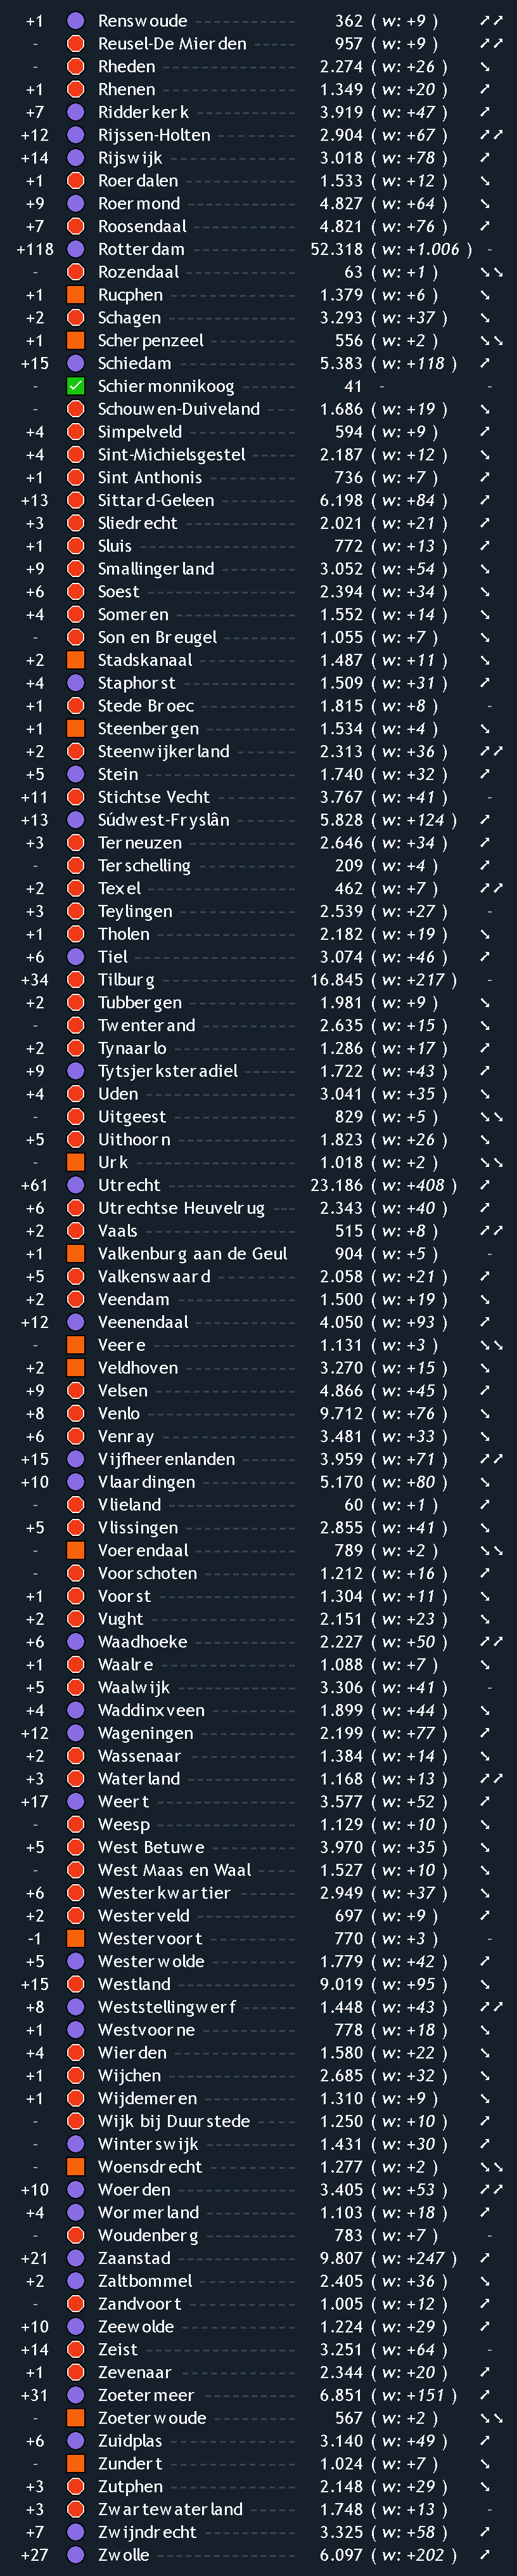 +1 Renswoude 362 ( w: +9 ) ➚➚
- Reusel-De Mierden 957 ( w: +9 ) ➚➚
- Rheden 2.274 ( w: +26 ) ➘
+1 Rhenen 1.349 ( w: +20 ) ➚
+7 Ridderkerk 3.919 ( w: +47 ) ➚
+12 Rijssen-Holten 2.904 ( w: +67 ) ➚➚
+14 Rijswijk 3.018 ( w: +78 ) ➚
+1 Roerdalen 1.533 ( w: +12 ) ➘
+9 Roermond 4.827 ( w: +64 ) ➘
+7 Roosendaal 4.821 ( w: +76 ) ➚
+118 Rotterdam 52.318 ( w: +1.006 ) -
- Rozendaal 63 ( w: +1 ) ➘➘
+1 Rucphen 1.379 ( w: +6 ) ➘
+2 Schagen 3.293 ( w: +37 ) ➘
+1 Scherpenzeel 556 ( w: +2 ) ➘➘
+15 Schiedam 5.383 ( w: +118 ) ➚
- Schiermonnikoog 41 - -
- Schouwen-Duiveland 1.686 ( w: +19 ) ➘
+4 Simpelveld 594 ( w: +9 ) ➚
+4 Sint-Michielsgestel 2.187 ( w: +12 ) ➘
+1 Sint Anthonis 736 ( w: +7 ) ➚
+13 Sittard-Geleen 6.198 ( w: +84 ) ➚
+3 Sliedrecht 2.021 ( w: +21 ) ➚
+1 Sluis 772 ( w: +13 ) ➚
+9 Smallingerland 3.052 ( w: +54 ) ➘
+6 Soest 2.394 ( w: +34 ) ➘
+4 Someren 1.552 ( w: +14 ) ➘
- Son en Breugel 1.055 ( w: +7 ) ➘
+2 Stadskanaal 1.487 ( w: +11 ) ➘
+4 Staphorst 1.509 ( w: +31 ) ➚
+1 Stede Broec 1.815 ( w: +8 ) -
+1 Steenbergen 1.534 ( w: +4 ) ➘
+2 Steenwijkerland 2.313 ( w: +36 ) ➚➚
+5 Stein 1.740 ( w: +32 ) ➚
+11 Stichtse Vecht 3.767 ( w: +41 ) -
+13 Súdwest-Fryslân 5.828 ( w: +124 ) ➚
+3 Terneuzen 2.646 ( w: +34 ) ➚
- Terschelling 209 ( w: +4 ) ➚
+2 Texel 462 ( w: +7 ) ➚➚
+3 Teylingen 2.539 ( w: +27 ) -
+1 Tholen 2.182 ( w: +19 ) ➘
+6 Tiel 3.074 ( w: +46 ) ➚
+34 Tilburg 16.845 ( w: +217 ) -
+2 Tubbergen 1.981 ( w: +9 ) ➘
- Twenterand 2.635 ( w: +15 ) ➘
+2 Tynaarlo 1.286 ( w: +17 ) ➚
+9 Tytsjerksteradiel 1.722 ( w: +43 ) ➚
+4 Uden 3.041 ( w: +35 ) ➘
- Uitgeest 829 ( w: +5 ) ➘➘
+5 Uithoorn 1.823 ( w: +26 ) ➘
- Urk 1.018 ( w: +2 ) ➘➘
+61 Utrecht 23.186 ( w: +408 ) ➚
+6 Utrechtse Heuvelrug 2.343 ( w: +40 ) ➚
+2 Vaals 515 ( w: +8 ) ➚➚
+1 Valkenburg aan de Geul 904 ( w: +5 ) -
+5 Valkenswaard 2.058 ( w: +21 ) ➚
+2 Veendam 1.500 ( w: +19 ) ➘
+12 Veenendaal 4.050 ( w: +93 ) ➚
- Veere 1.131 ( w: +3 ) ➘➘
+2 Veldhoven 3.270 ( w: +15 ) ➘
+9 Velsen 4.866 ( w: +45 ) ➚
+8 Venlo 9.712 ( w: +76 ) ➘
+6 Venray 3.481 ( w: +33 ) ➘
+15 Vijfheerenlanden 3.959 ( w: +71 ) ➚➚
+10 Vlaardingen 5.170 ( w: +80 ) ➘
- Vlieland 60 ( w: +1 ) ➚
+5 Vlissingen 2.855 ( w: +41 ) ➘
- Voerendaal 789 ( w: +2 ) ➘➘
- Voorschoten 1.212 ( w: +16 ) ➚
+1 Voorst 1.304 ( w: +11 ) ➘
+2 Vught 2.151 ( w: +23 ) ➘
+6 Waadhoeke 2.227 ( w: +50 ) ➚➚
+1 Waalre 1.088 ( w: +7 ) ➘
+5 Waalwijk 3.306 ( w: +41 ) -
+4 Waddinxveen 1.899 ( w: +44 ) ➘
+12 Wageningen 2.199 ( w: +77 ) ➚
+2 Wassenaar 1.384 ( w: +14 ) ➘
+3 Waterland 1.168 ( w: +13 ) ➚➚
+17 Weert 3.577 ( w: +52 ) ➚
- Weesp 1.129 ( w: +10 ) ➘
+5 West Betuwe 3.970 ( w: +35 ) ➘
- West Maas en Waal 1.527 ( w: +10 ) ➘
+6 Westerkwartier 2.949 ( w: +37 ) ➘
+2 Westerveld 697 ( w: +9 ) ➚
-1 Westervoort 770 ( w: +3 ) -
+5 Westerwolde 1.779 ( w: +42 ) ➚
+15 Westland 9.019 ( w: +95 ) ➘
+8 Weststellingwerf 1.448 ( w: +43 ) ➚➚
+1 Westvoorne 778 ( w: +18 ) ➘
+4 Wierden 1.580 ( w: +22 ) ➘
+1 Wijchen 2.685 ( w: +32 ) ➘
+1 Wijdemeren 1.310 ( w: +9 ) ➘
- Wijk bij Duurstede 1.250 ( w: +10 ) ➚
- Winterswijk 1.431 ( w: +30 ) ➚
- Woensdrecht 1.277 ( w: +2 ) ➘➘
+10 Woerden 3.405 ( w: +53 ) ➚➚
+4 Wormerland 1.103 ( w: +18 ) ➚
- Woudenberg 783 ( w: +7 ) -
+21 Zaanstad 9.807 ( w: +247 ) ➚
+2 Zaltbommel 2.405 ( w: +36 ) ➘
- Zandvoort 1.005 ( w: +12 ) ➚
+10 Zeewolde 1.224 ( w: +29 ) ➚
+14 Zeist 3.251 ( w: +64 ) -
+1 Zevenaar 2.344 ( w: +20 ) ➚
+31 Zoetermeer 6.851 ( w: +151 ) ➚
- Zoeterwoude 567 ( w: +2 ) ➘➘
+6 Zuidplas 3.140 ( w: +49 ) ➚
- Zundert 1.024 ( w: +7 ) ➘
+3 Zutphen 2.148 ( w: +29 ) ➘
+3 Zwartewaterland 1.748 ( w: +13 ) -
+7 Zwijndrecht 3.325 ( w: +58 ) ➚
+27 Zwolle 6.097 ( w: +202 ) ➚